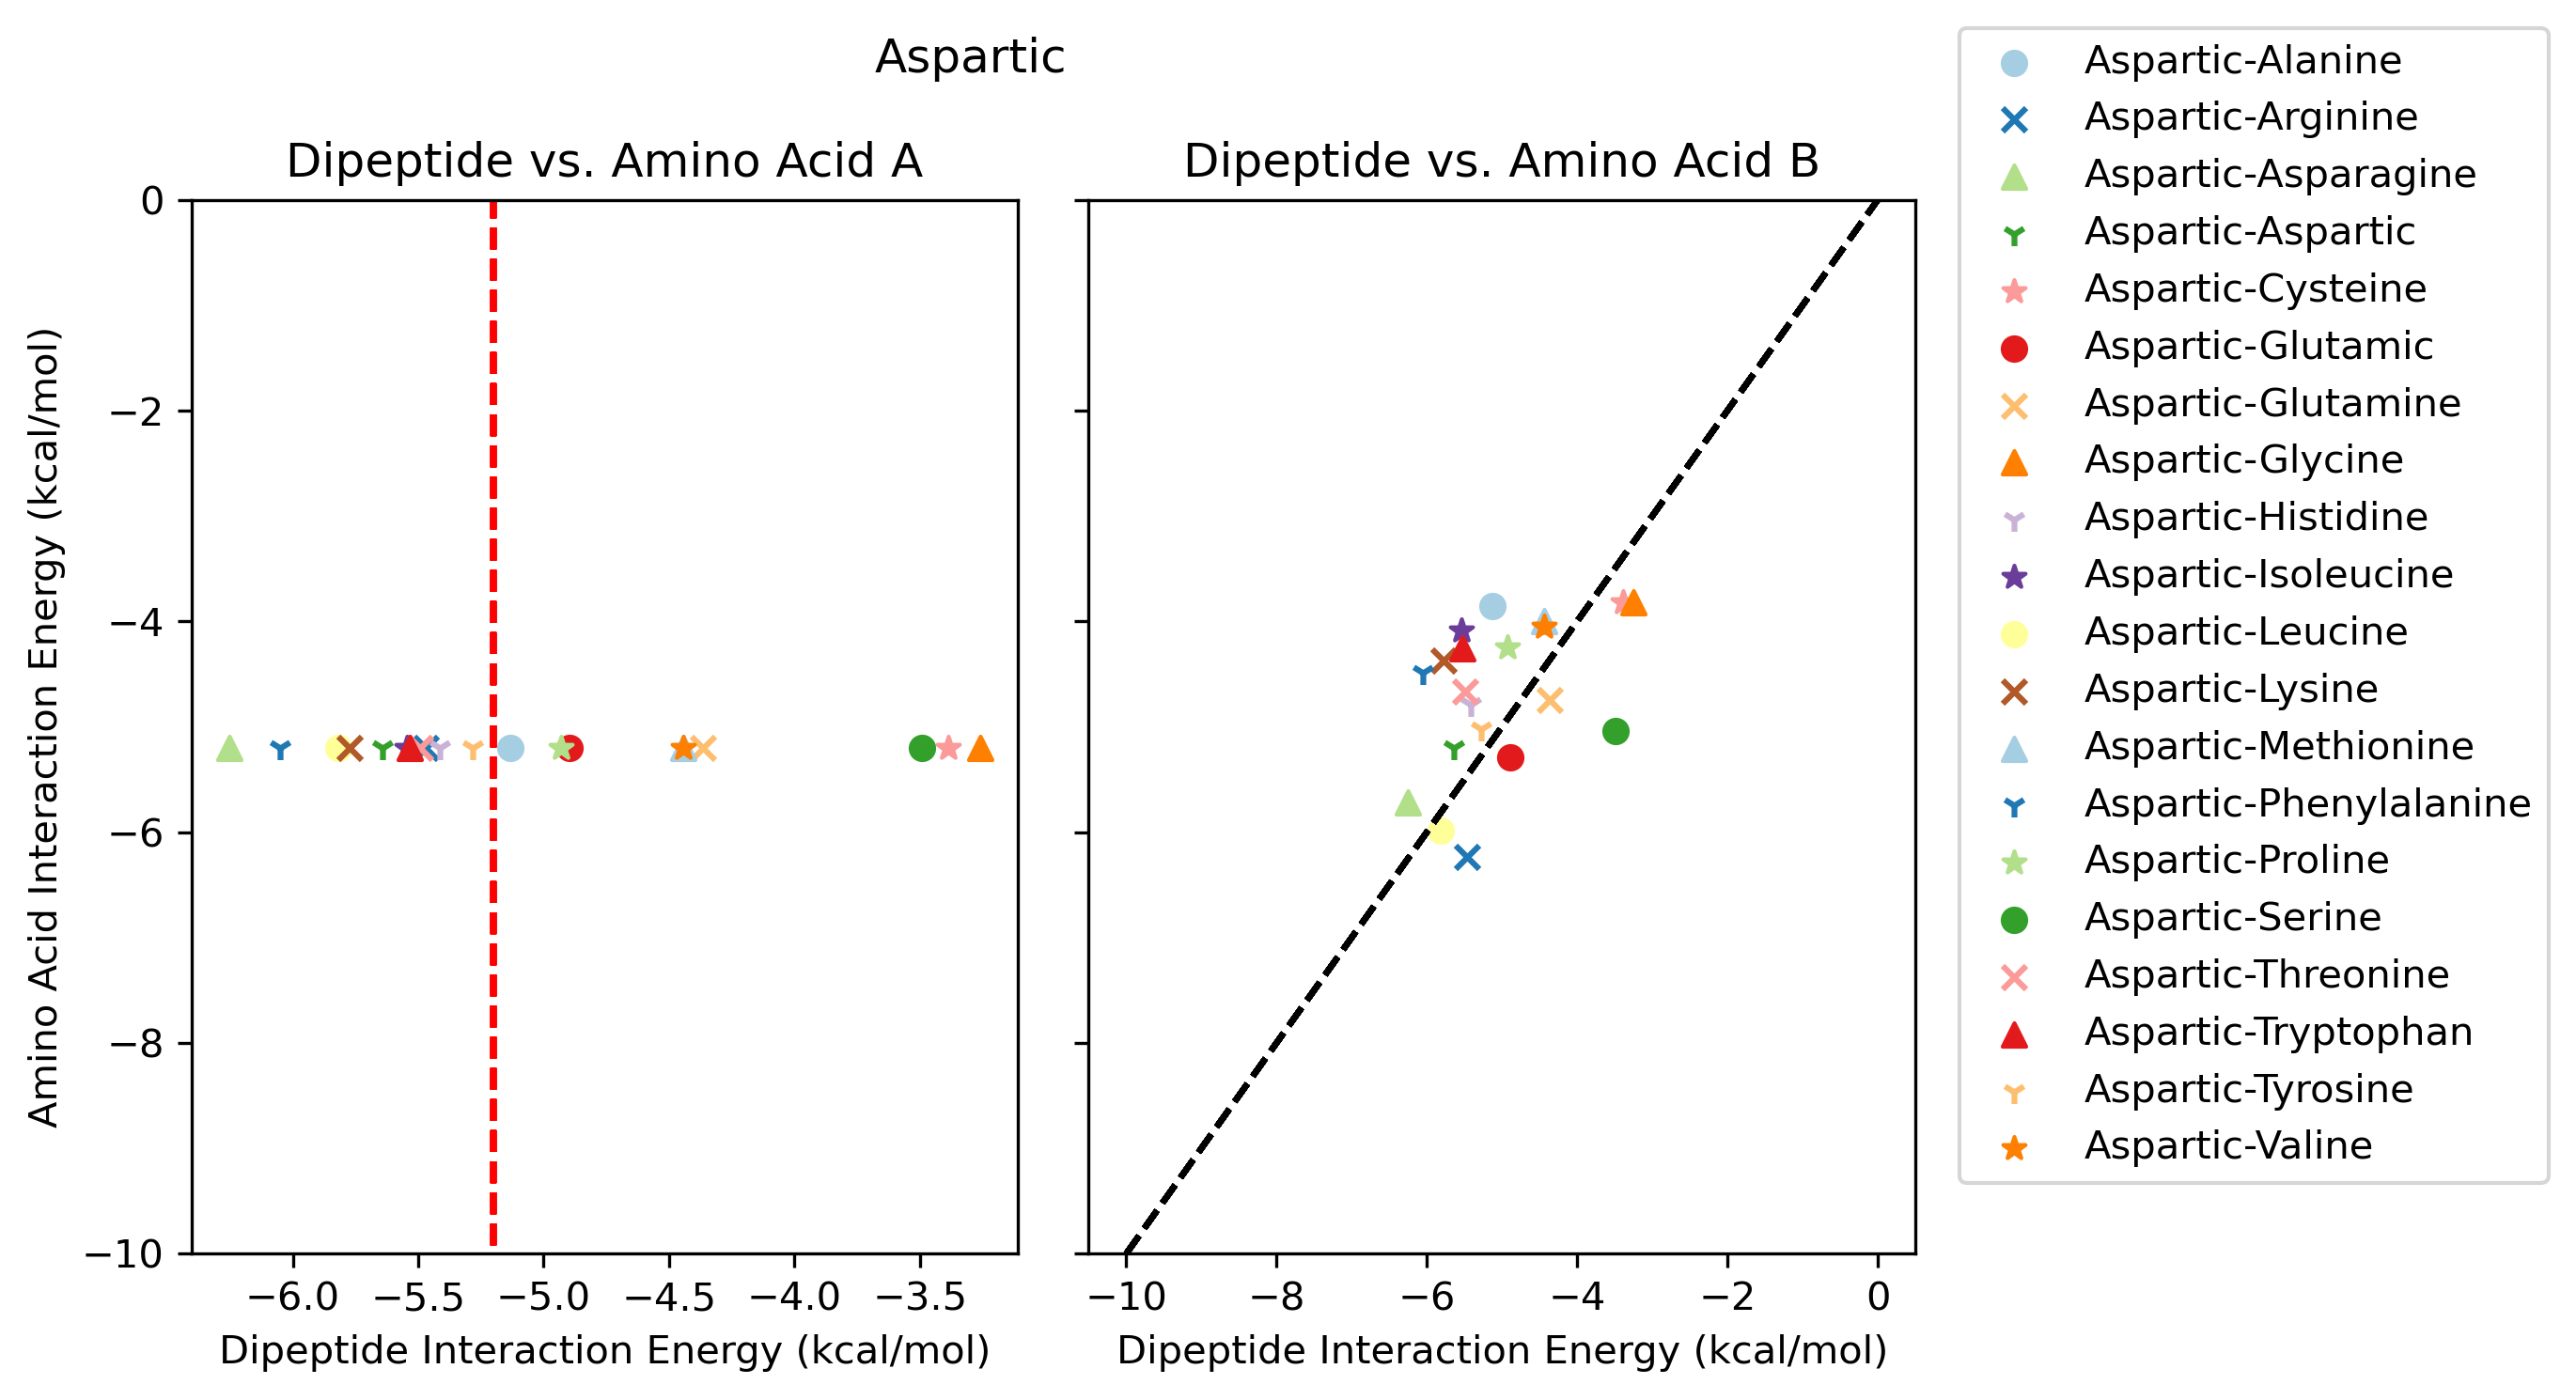 Aspartic
Dipeptide vs. Amino Acid A
Dipeptide vs. Amino Acid B
Amino Acid Interaction Energy (kcal/mol)
0
−2
−4
−6
−8
−10
−6.0 −5.5 −5.0 −4.5 −4.0 −3.5
Dipeptide Interaction Energy (kcal/mol)
−10 −8 −6 −4 −2 0
Dipeptide Interaction Energy (kcal/mol)
Aspartic-Alanine
Aspartic-Arginine
Aspartic-Asparagine
Aspartic-Aspartic
Aspartic-Cysteine
Aspartic-Glutamic
Aspartic-Glutamine
Aspartic-Glycine
Aspartic-Histidine
Aspartic-Isoleucine
Aspartic-Leucine
Aspartic-Lysine
Aspartic-Methionine
Aspartic-Phenylalanine
Aspartic-Proline
Aspartic-Serine
Aspartic-Threonine
Aspartic-Tryptophan
Aspartic-Tyrosine
Aspartic-Valine